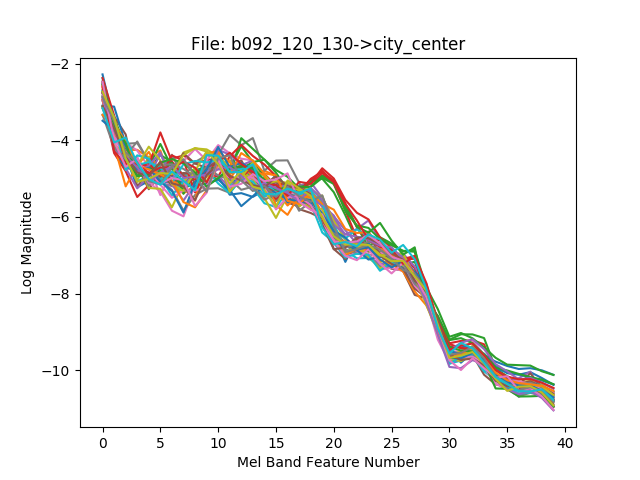 File: b092_120_130->city_center
−2
−4
−6
−8
−10
Log Magnitude
0 5 10 15 20 25 30 35 40
Mel Band Feature Number